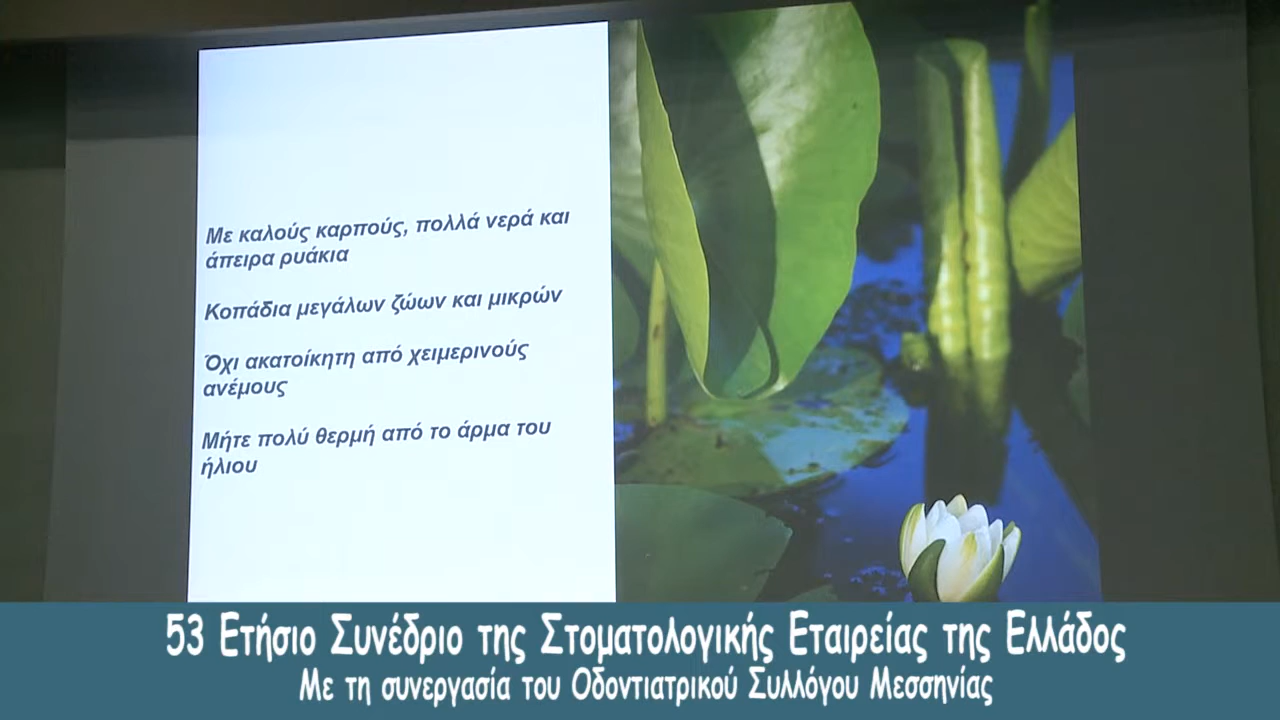 Με καλούς καρπούς, πολλά νερά και
άπειρα ρυάκια
Κοπάδια μεγάλων ζώων και μικρών
Όχι ακατοίκητη από χειμερινούς
ανέμους
Μήτε πολύ θερμή από το άρμα του
ήλιου
53 Ετήσιο Συνέδριο της Στοματολογικής Εταιρείας της Ελλάδος
Με τη συνεργασία του Οδοντιατρικού Συλλόγου Μεσσηνίας